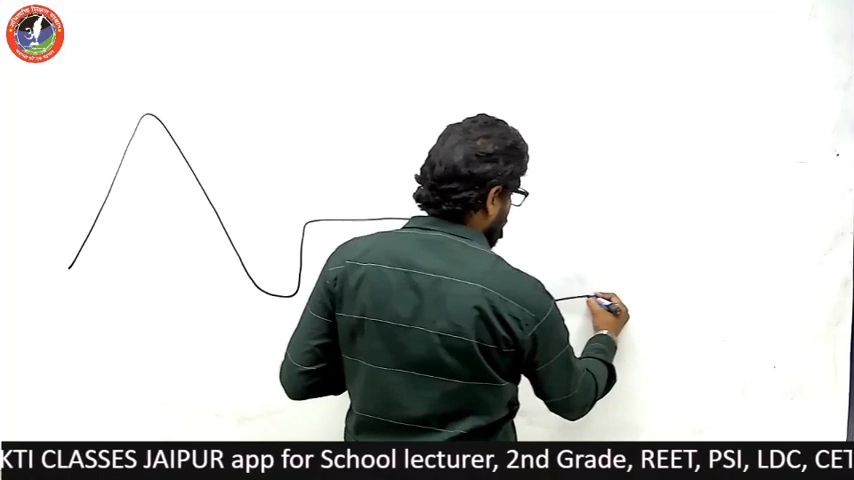 KTI CLASSES JAIPUR app for School lecturer, 2nd Grade, REET, PSI, LDC, CET